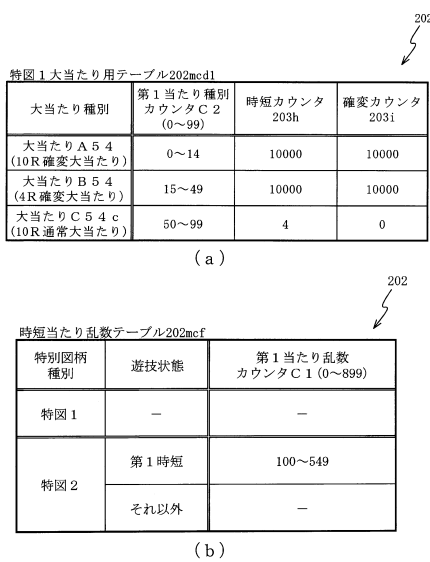 202
特図1大当たり用テーブル202mcd1
大当たり種別 第1当たり種別カウンタC2(0～99) 時短カウンタ203h 確変カウンタ203i
大当たりA54(10R確変大当たり) 0～14 10000 10000
大当たりB54(4R確変大当たり) 15～49 10000 10000
大当たりC54c(10R通常大当たり) 50～99 4 0
(a)
202
時短当たり乱数テーブル202mcf
特別図柄種別 遊技状態 第1当たり乱数カウンタC1(0～899)
特図1 － －
特図2 第1時短 100～549
それ以外 －
(b)